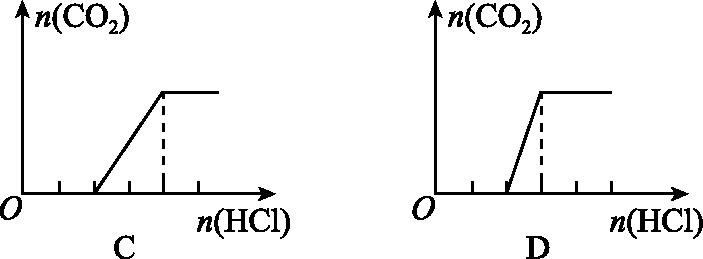 n(CO₂)
O
n(HCl)
C
n(CO₂)
O
n(HCl)
D